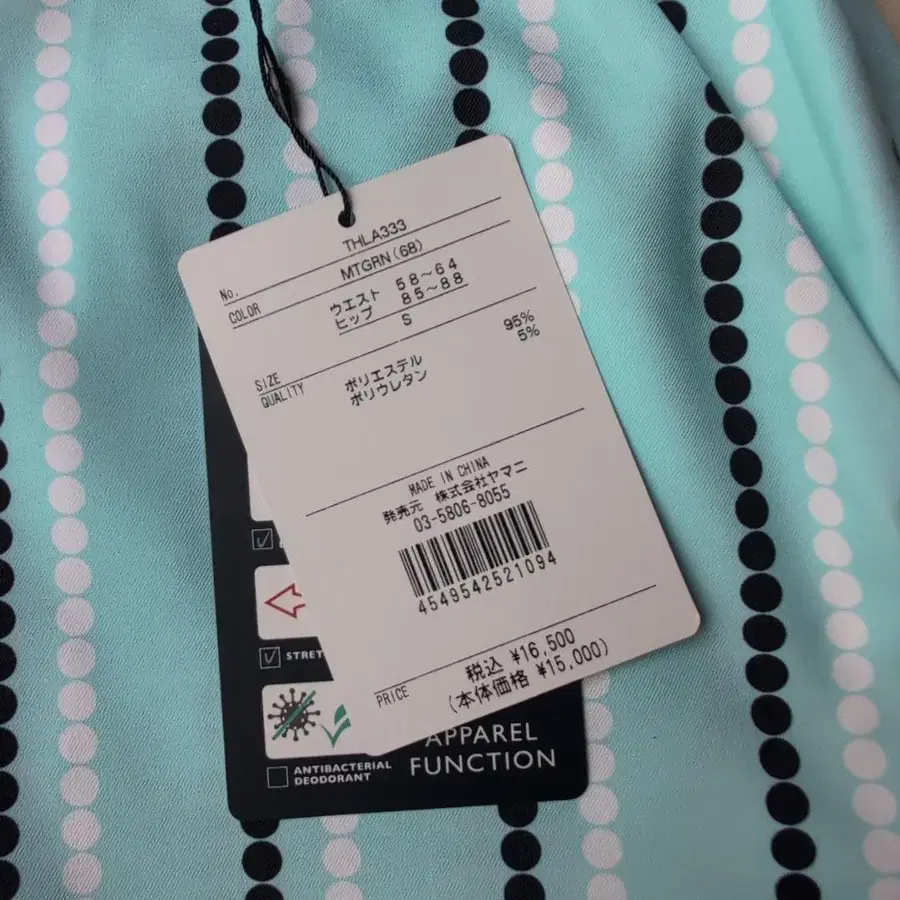 No. THLA333
COLOR MTGRN(68)
ウエスト 58~64
ヒップ 85~88
SIZE S
QUALITY ポリエステル 95%
ポリウレタン 5%
MADE IN CHINA
発売元 株式会社ヤマニ
03-5806-8055
4549542521094
PRICE 税込 ¥16,500
(本体価格 ¥15,000)
STRET
ANTIBACTERIAL
DEODORANT
APPAREL
FUNCTION